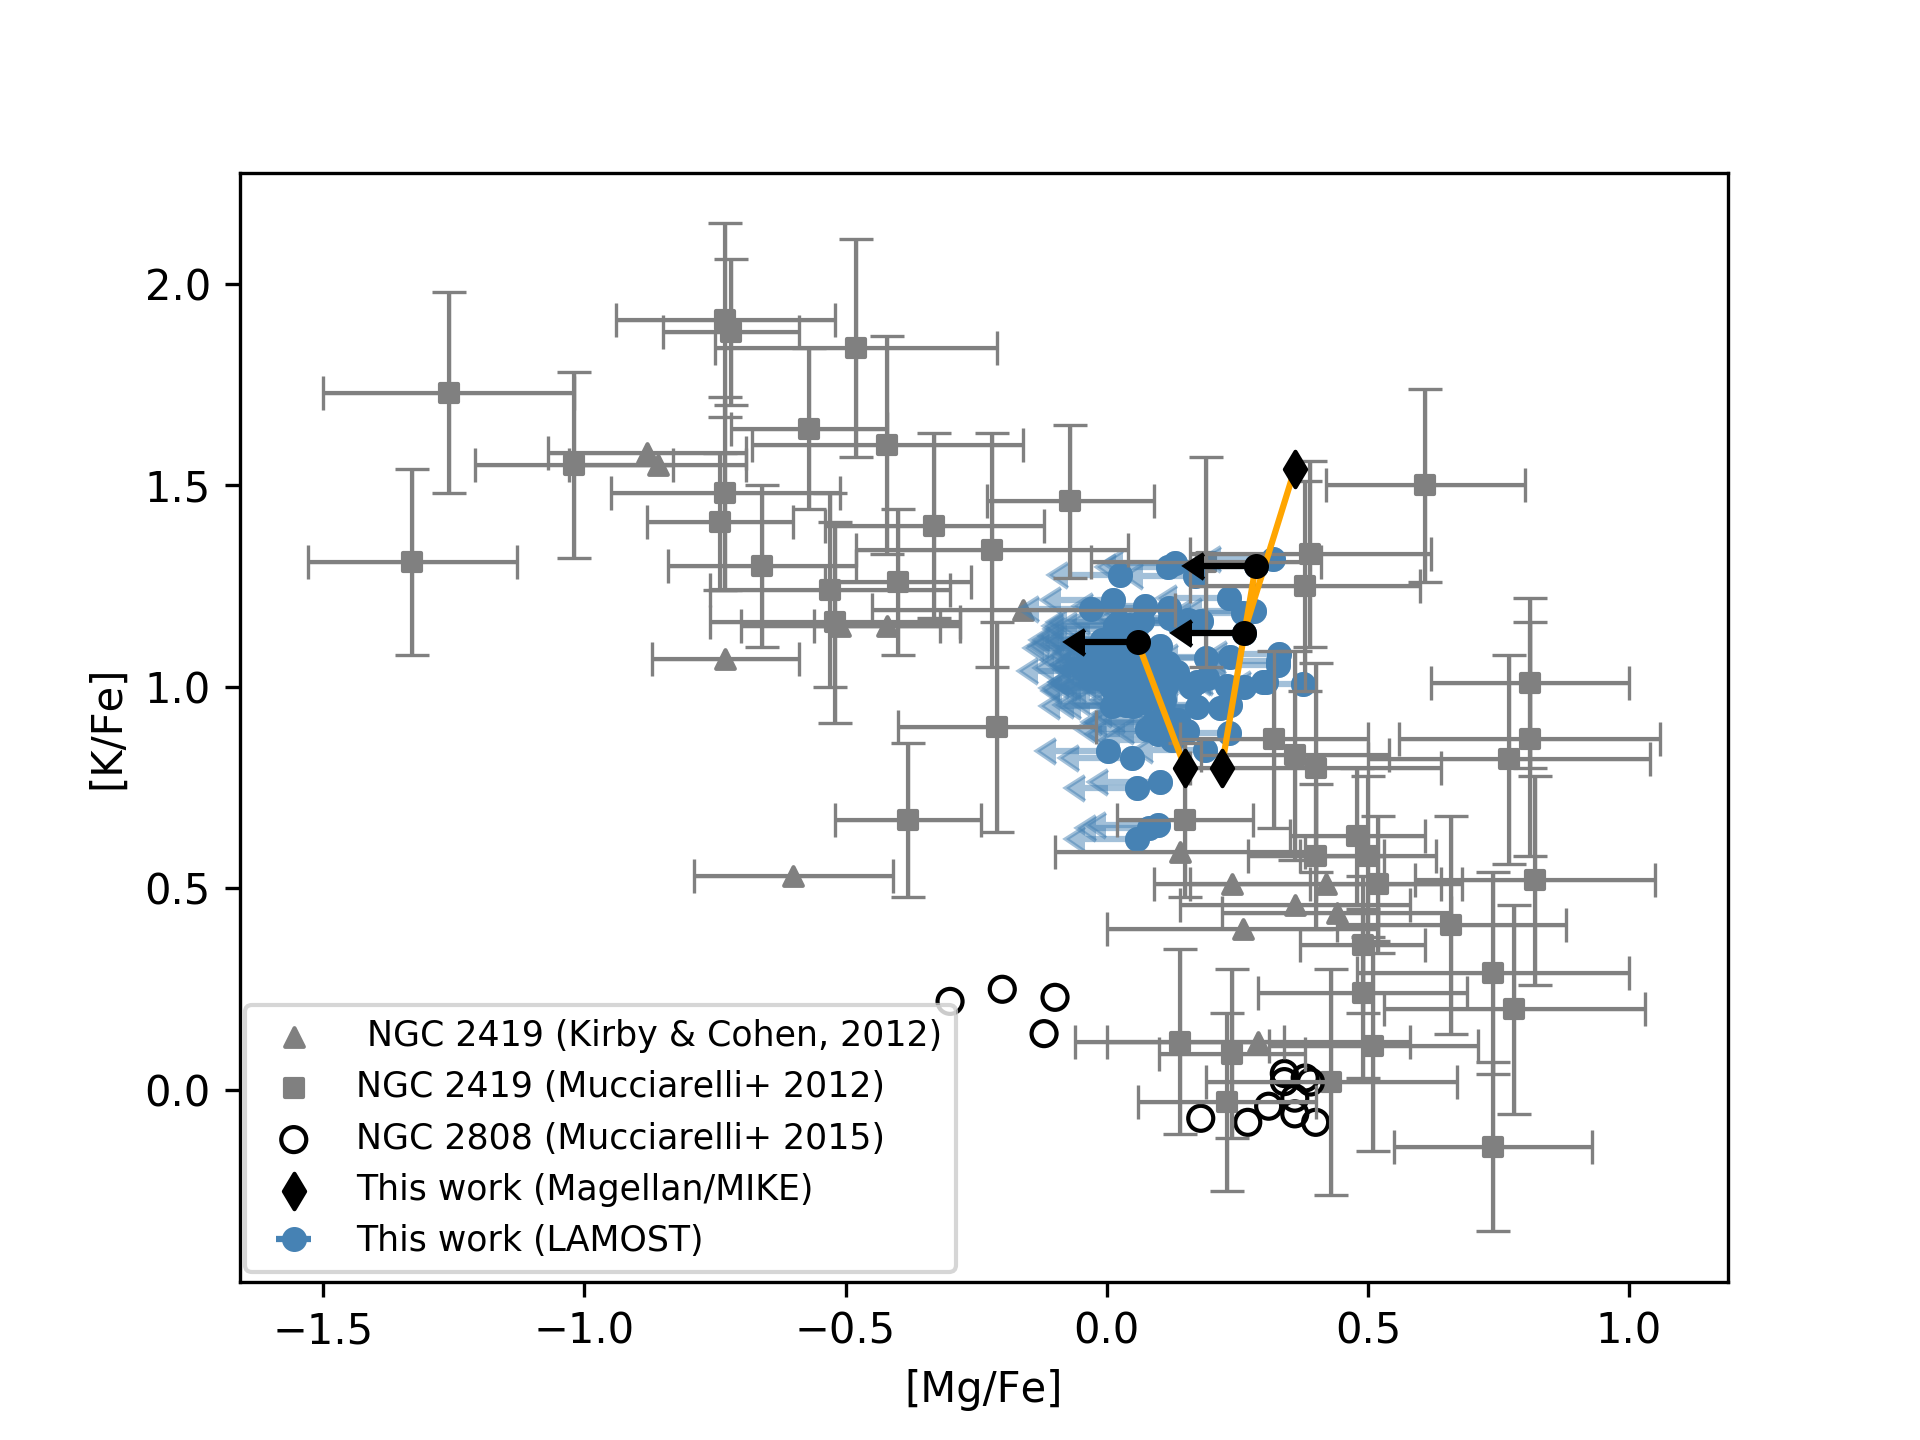 2.0
1.5
1.0
0.5
0.0
[K/Fe]
NGC 2419 (Kirby & Cohen, 2012)
NGC 2419 (Mucciarelli+ 2012)
NGC 2808 (Mucciarelli+ 2015)
This work (Magellan/MIKE)
This work (LAMOST)
−1.5 −1.0 −0.5 0.0 0.5 1.0
[Mg/Fe]